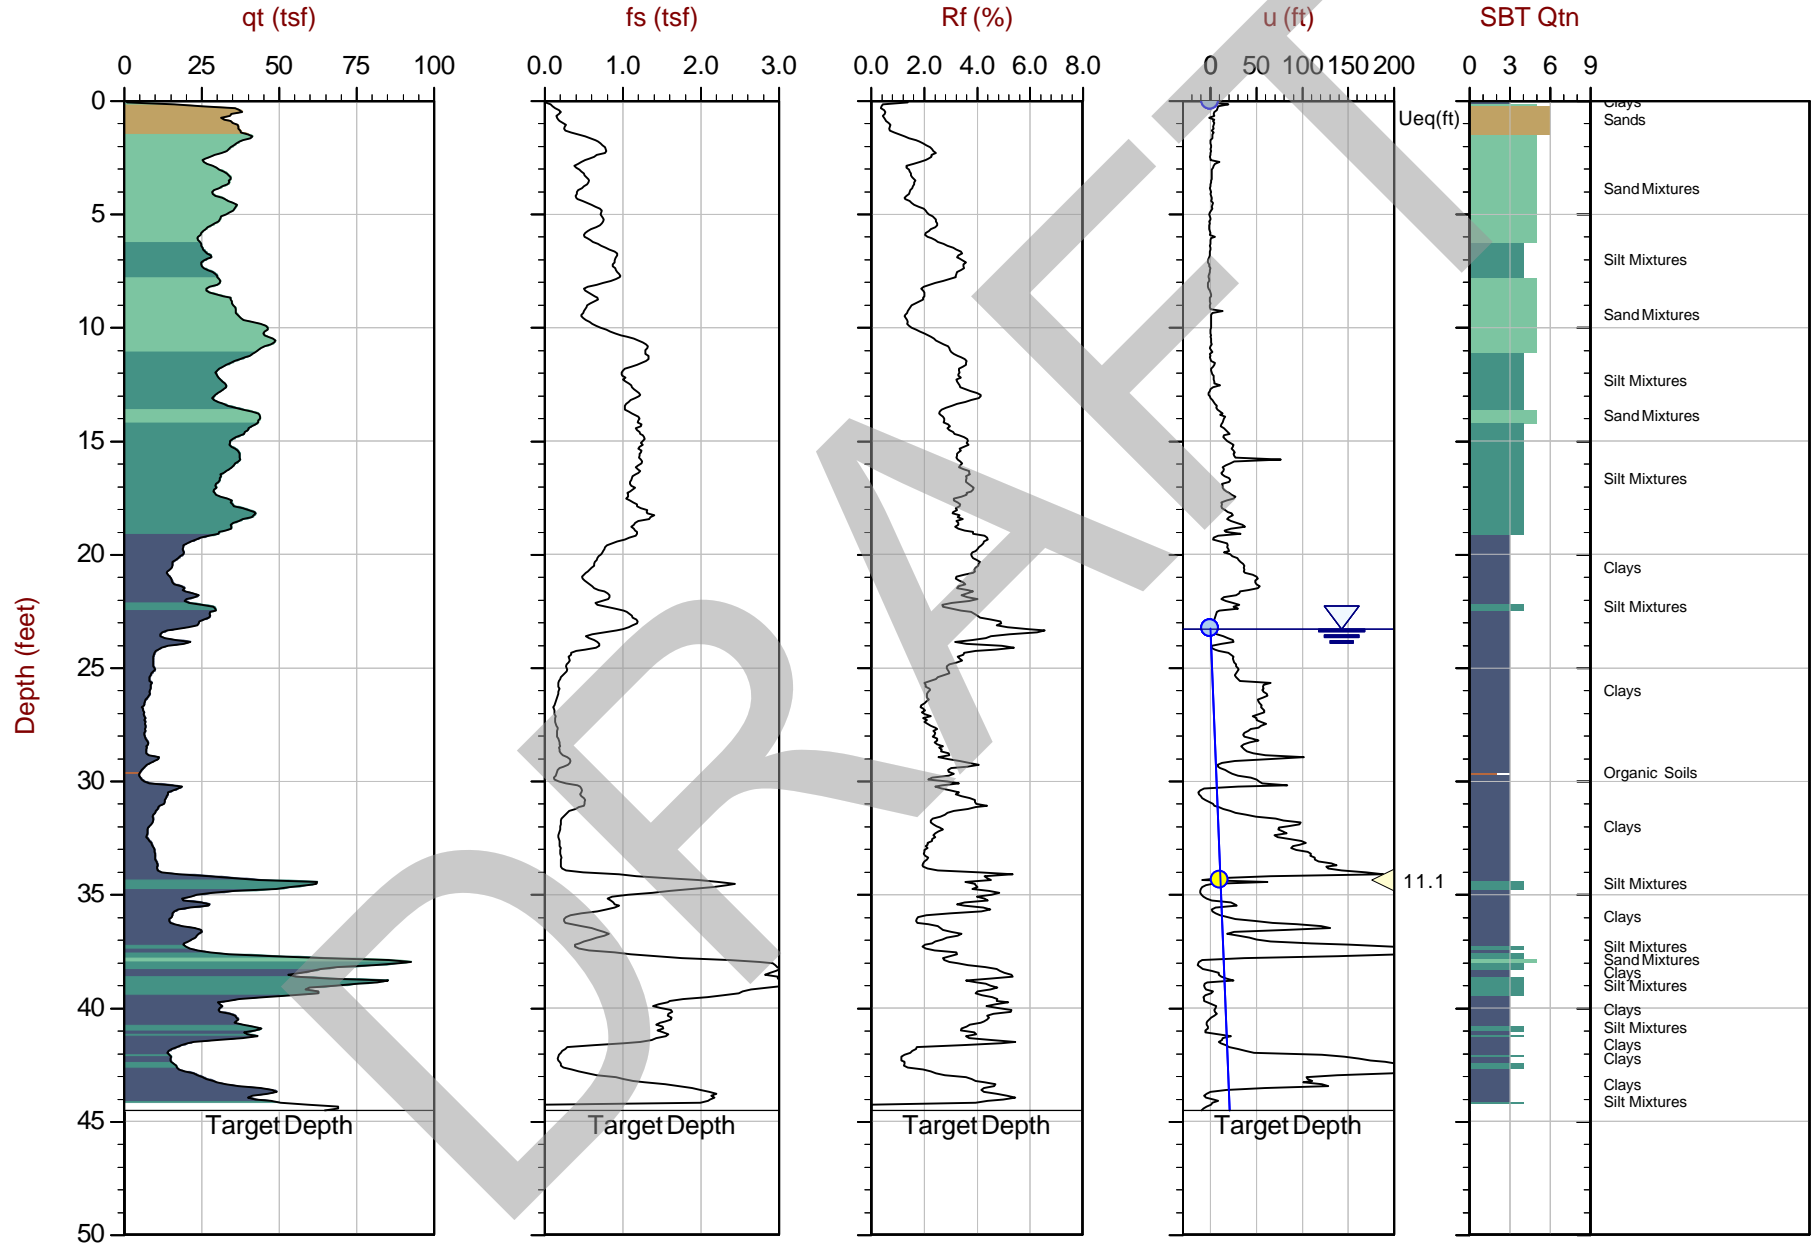 qt (tsf) fs (tsf) Rf (%) u (ft) SBT Qtn
0 25 50 75 100 0.0 1.0 2.0 3.0 0.0 2.0 4.0 6.0 8.0 0 50 100 150 200 0 3 6 9
0
Clays
Ueq(ft)
Sands
Sand Mixtures
5
Silt Mixtures
Sand Mixtures
10
Silt Mixtures
Sand Mixtures
15
Silt Mixtures
20
Clays
Silt Mixtures
Depth (feet)
25
Clays
Organic Soils
30
Clays
11.1
Silt Mixtures
35
Clays
Silt Mixtures
Sand Mixtures
Clays
Silt Mixtures
40
Clays
Silt Mixtures
Clays
Clays
Clays
Silt Mixtures
45
Target Depth Target Depth Target Depth Target Depth
50
DRAFT